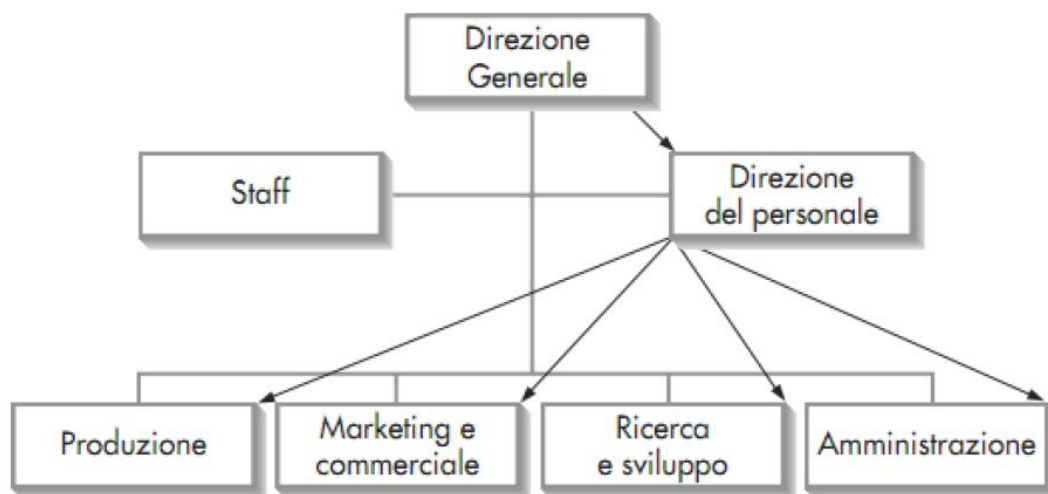 Direzione
Generale
Staff
Direzione
del personale
Produzione
Marketing e
commerciale
Ricerca
e sviluppo
Amministrazione